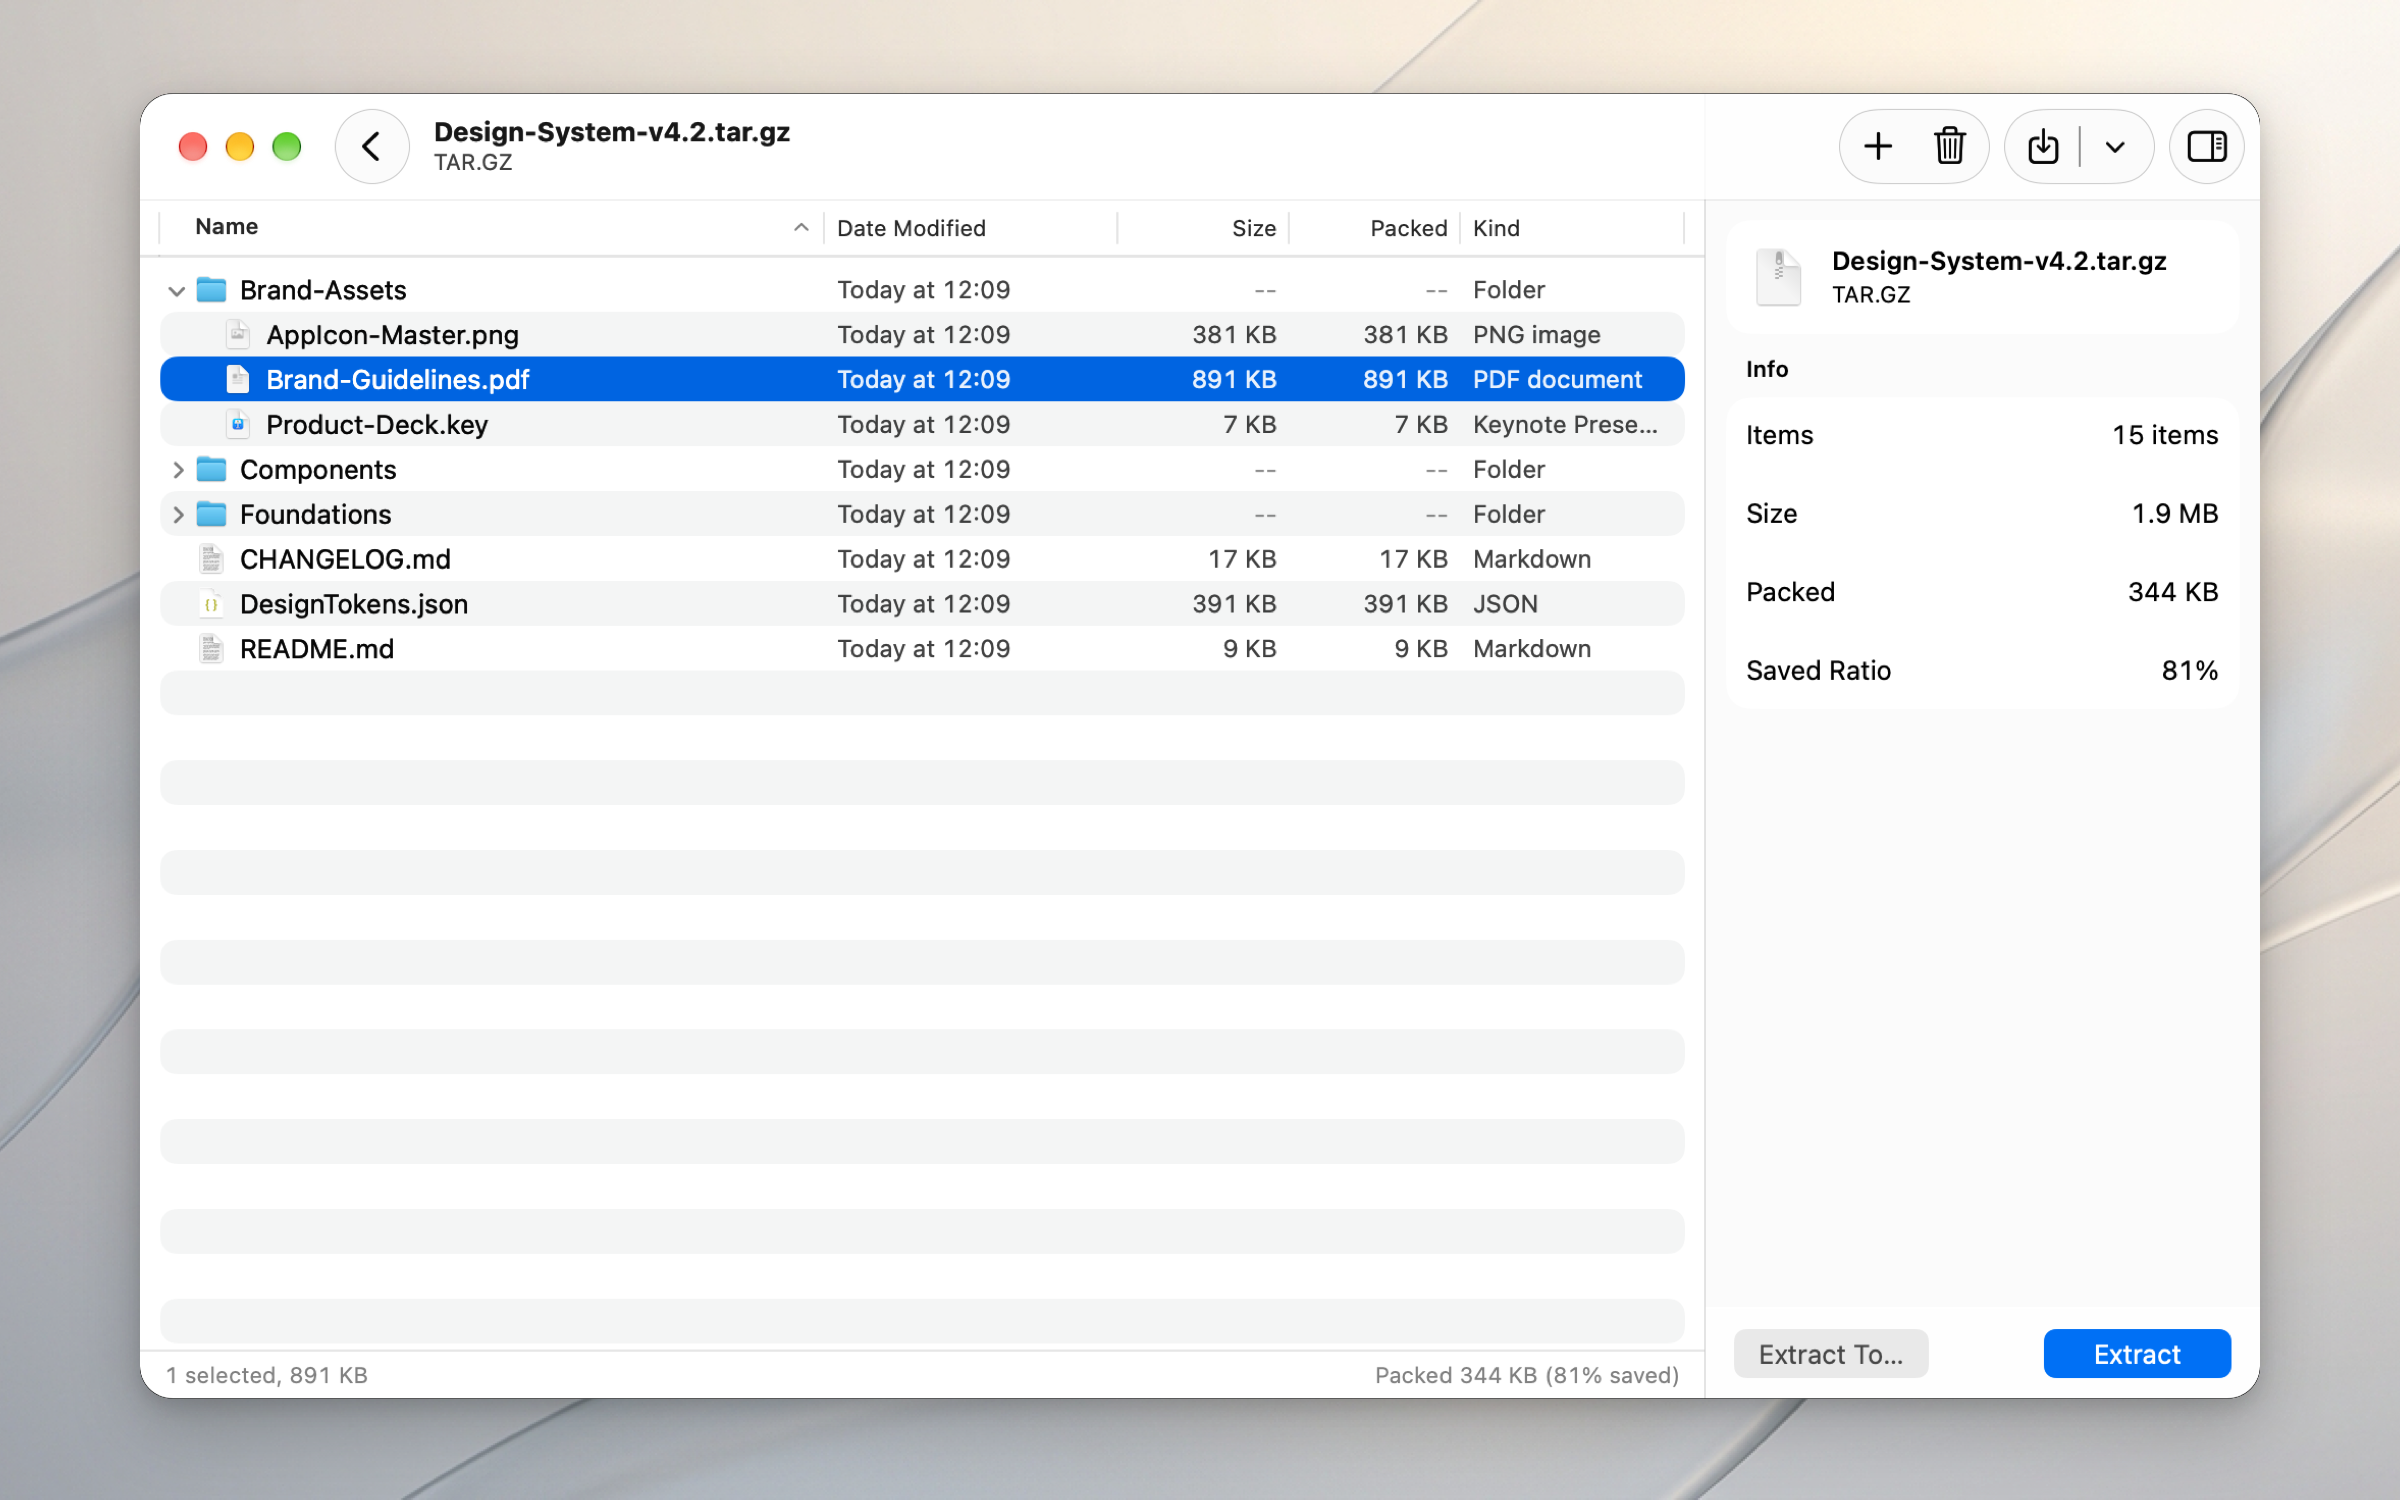 Design-System-v4.2.tar.gz
TAR.GZ
Name Date Modified Size Packed Kind
Brand-Assets Today at 12:09 -- -- Folder
AppIcon-Master.png Today at 12:09 381 KB 381 KB PNG image
Brand-Guidelines.pdf Today at 12:09 891 KB 891 KB PDF document
Product-Deck.key Today at 12:09 7 KB 7 KB Keynote Prese...
Components Today at 12:09 -- -- Folder
Foundations Today at 12:09 -- -- Folder
CHANGELOG.md Today at 12:09 17 KB 17 KB Markdown
DesignTokens.json Today at 12:09 391 KB 391 KB JSON
README.md Today at 12:09 9 KB 9 KB Markdown
1 selected, 891 KB Packed 344 KB (81% saved)
Design-System-v4.2.tar.gz
TAR.GZ
Info
Items 15 items
Size 1.9 MB
Packed 344 KB
Saved Ratio 81%
Extract To... Extract